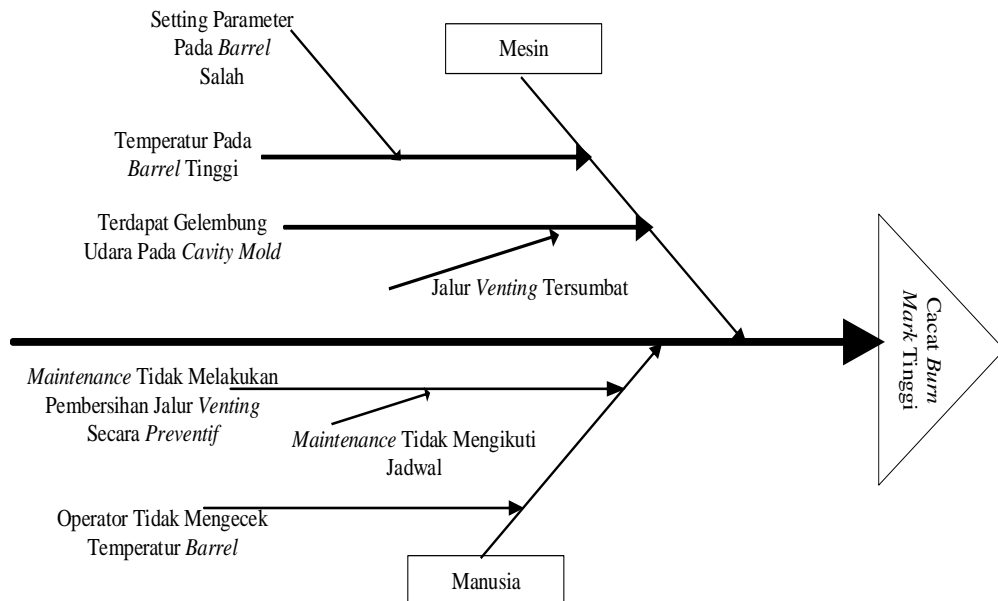 Setting Parameter
Pada Barrel
Salah
Mesin
Temperatur Pada
Barrel Tinggi
Terdapat Gelembung
Udara Pada Cavity Mold
Jalur Venting Tersumbat
Cacat Burn
Mark Tinggi
Maintenance Tidak Melakukan
Pembersihan Jalur Venting
Secara Preventif
Maintenance Tidak Mengikuti
Jadwal
Operator Tidak Mengecek
Temperatur Barrel
Manusia